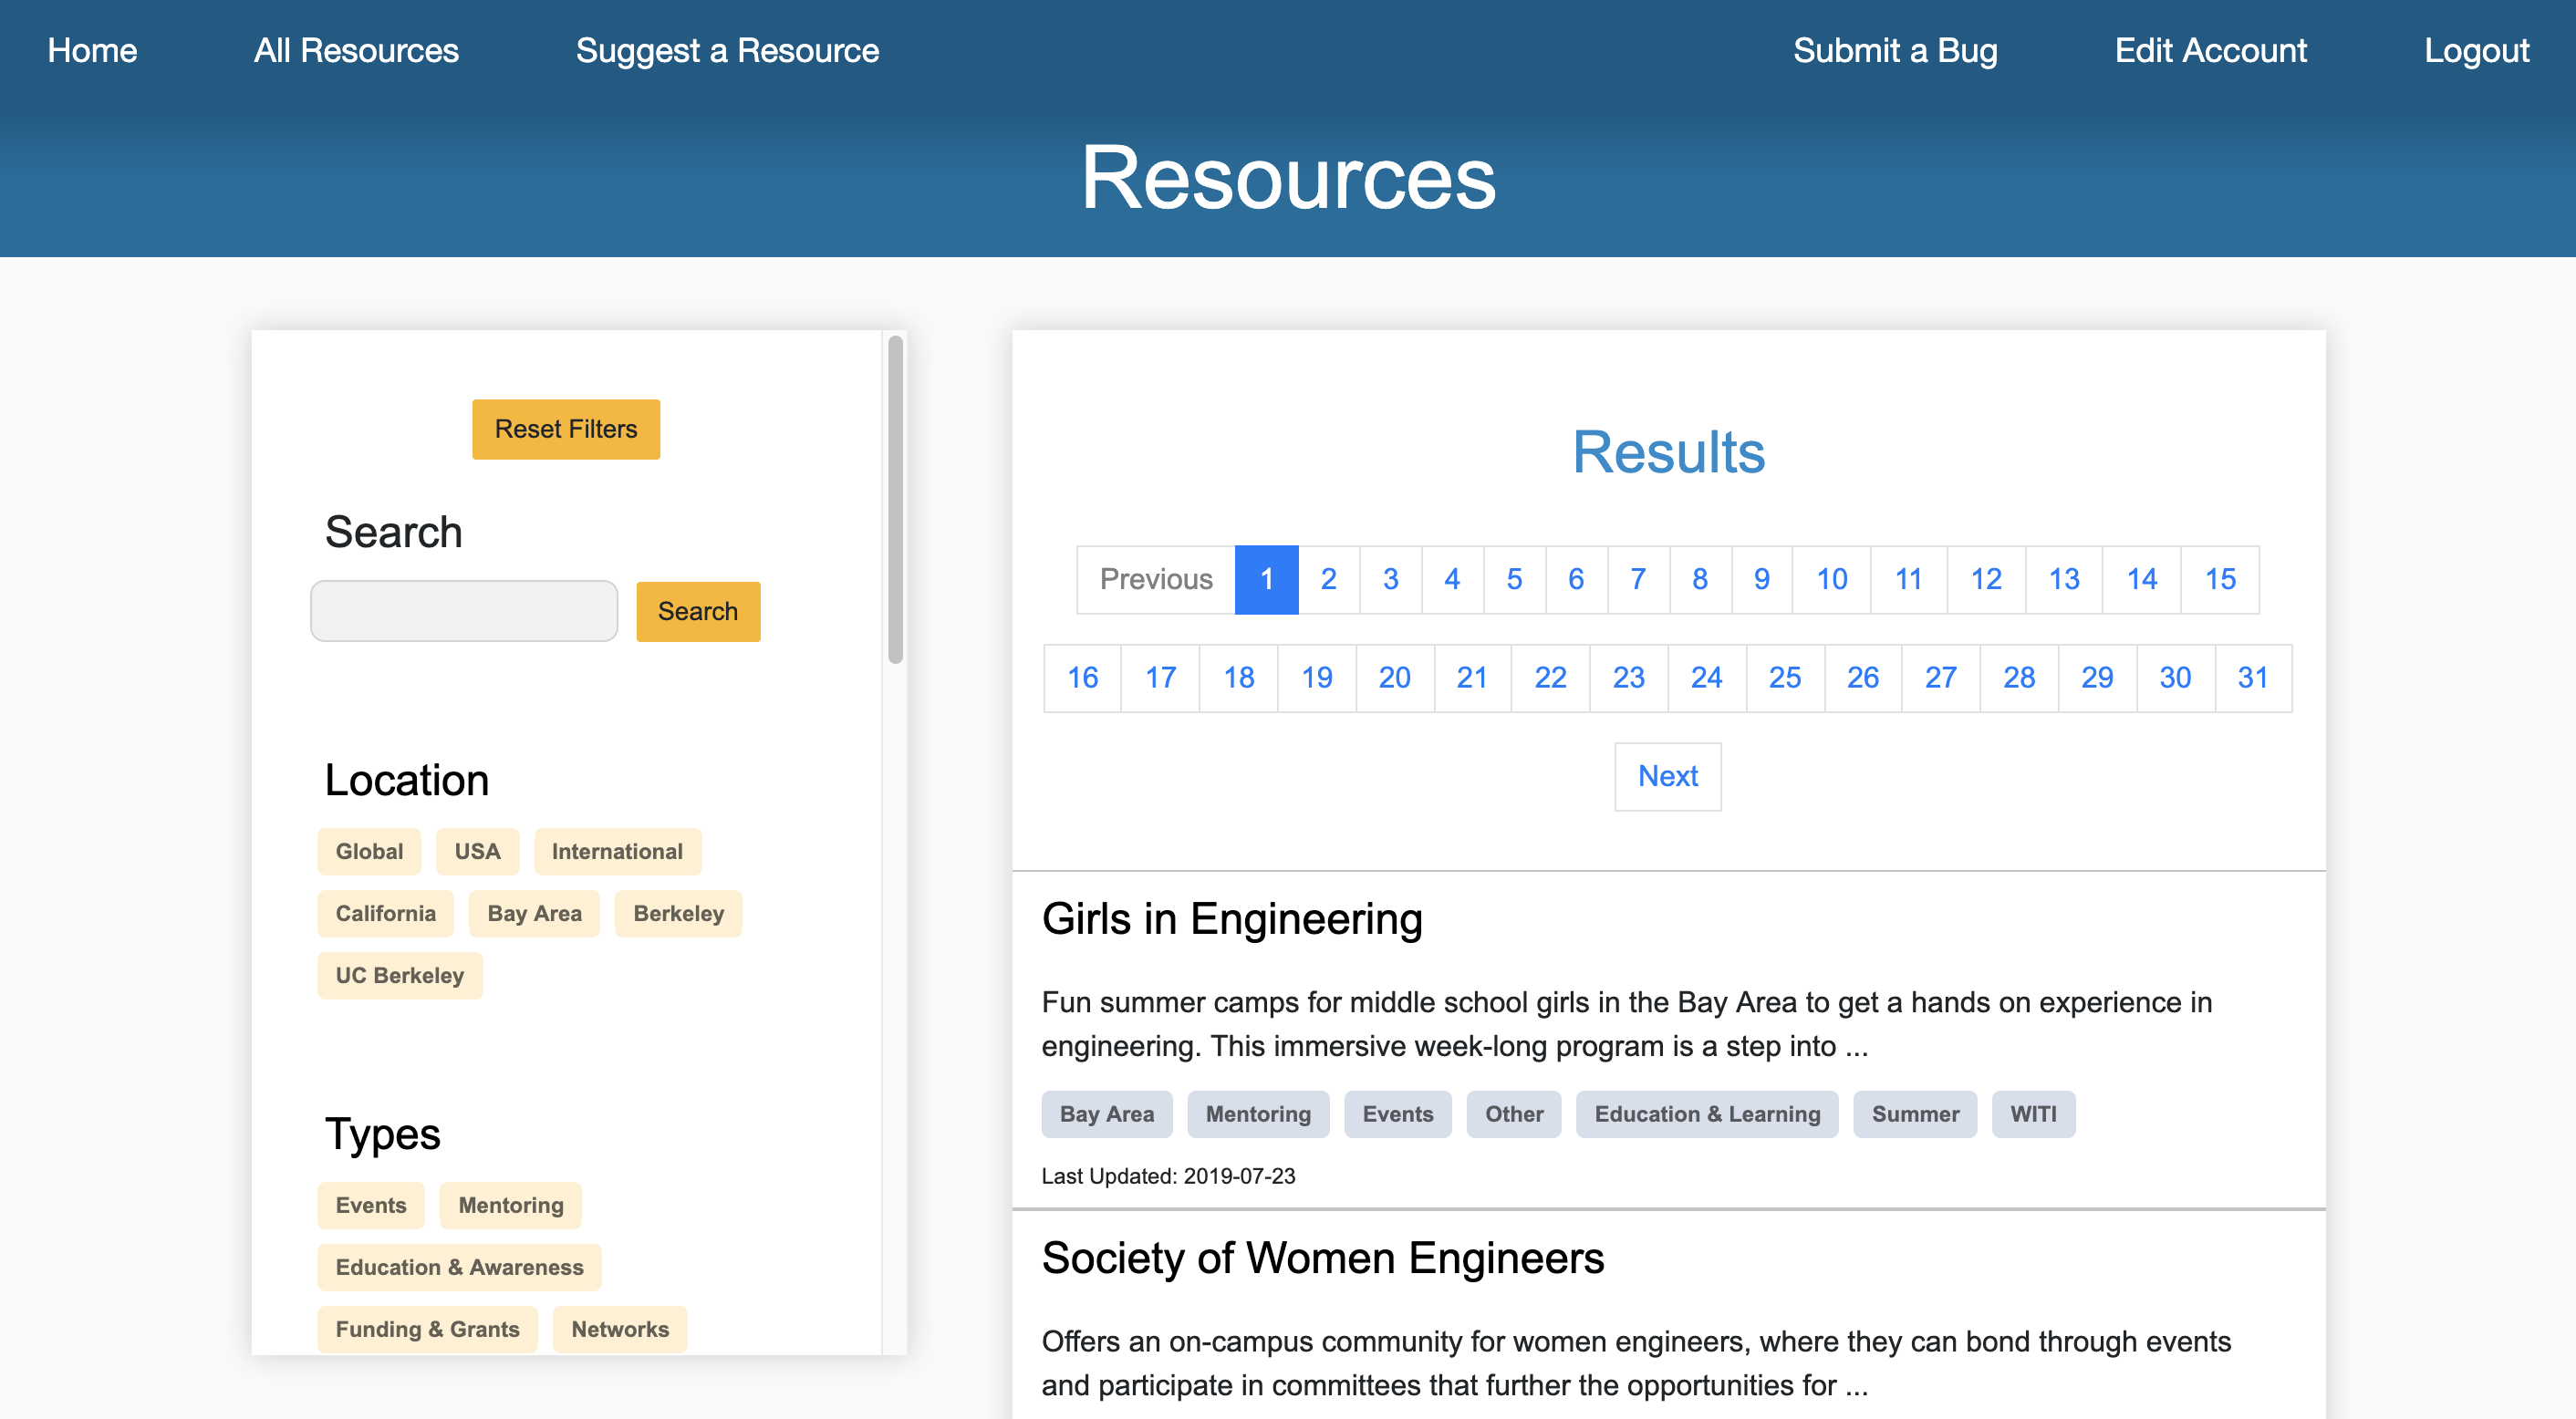 Home All Resources Suggest a Resource Submit a Bug Edit Account Logout
Resources
Reset Filters
Search
Search
Location
Global USA International
California Bay Area Berkeley
UC Berkeley
Types
Events Mentoring
Education & Awareness
Funding & Grants Networks
Results
Previous 1 2 3 4 5 6 7 8 9 10 11 12 13 14 15
16 17 18 19 20 21 22 23 24 25 26 27 28 29 30 31
Next
Girls in Engineering
Fun summer camps for middle school girls in the Bay Area to get a hands on experience in
engineering. This immersive week-long program is a step into ...
Bay Area Mentoring Events Other Education & Learning Summer WITI
Last Updated: 2019-07-23
Society of Women Engineers
Offers an on-campus community for women engineers, where they can bond through events
and participate in committees that further the opportunities for ...